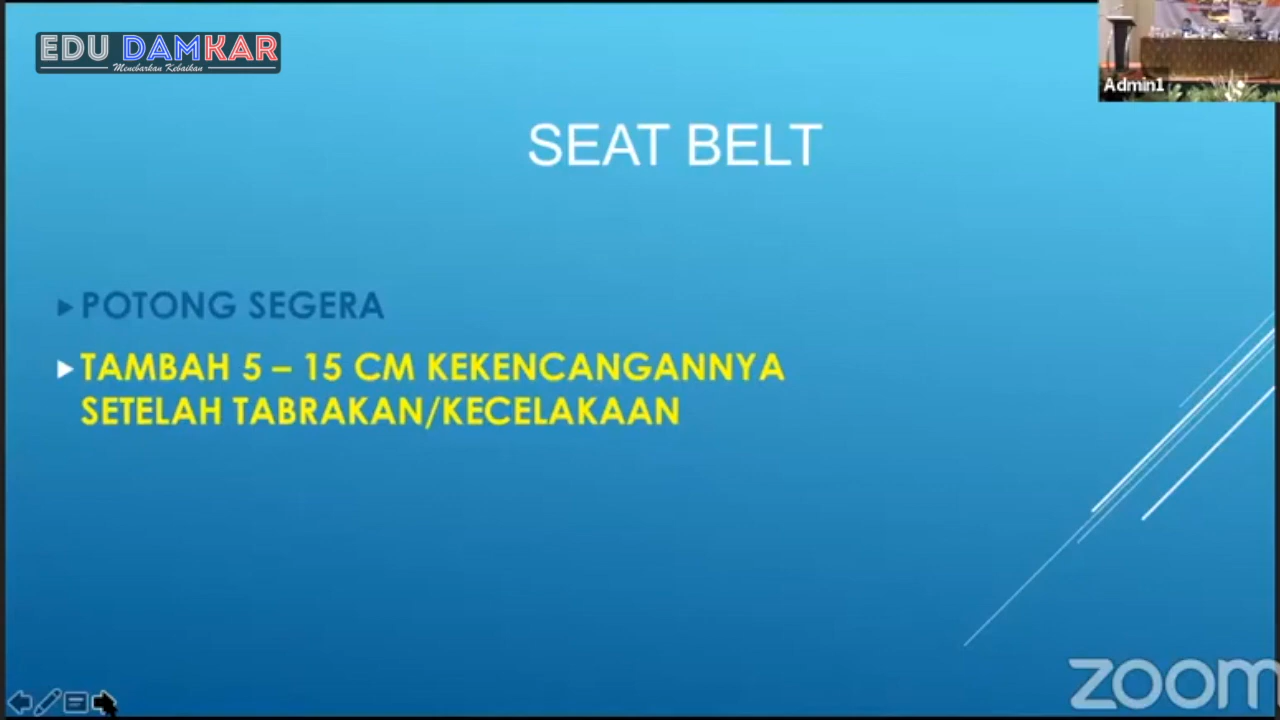 EDU DAMKAR
Menebarkan Kebaikan
Admin1
SEAT BELT
POTONG SEGERA
TAMBAH 5 – 15 CM KEKENCANGANNYA
SETELAH TABRAKAN/KECELAKAAN
zoom